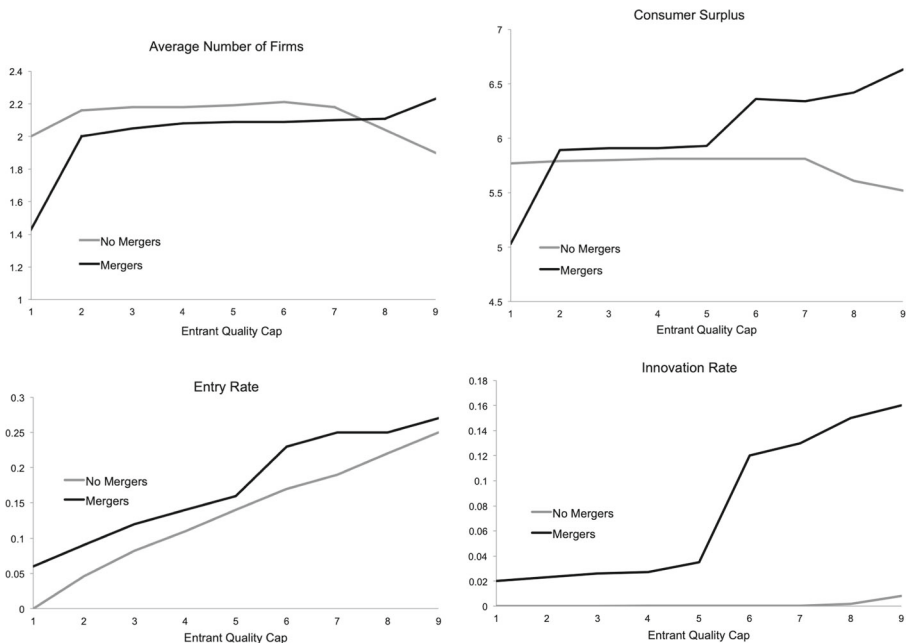 Average Number of Firms
2.4
2.2
2
1.8
1.6
1.4
1.2
1
No Mergers
Mergers
1 2 3 4 5 6 7 8 9
Entrant Quality Cap
Consumer Surplus
7
6.5
6
5.5
5
4.5
No Mergers
Mergers
1 2 3 4 5 6 7 8 9
Entrant Quality Cap
Entry Rate
0.3
0.25
0.2
0.15
0.1
0.05
0
No Mergers
Mergers
1 2 3 4 5 6 7 8 9
Entrant Quality Cap
Innovation Rate
0.18
0.16
0.14
0.12
0.1
0.08
0.06
0.04
0.02
0
No Mergers
Mergers
1 2 3 4 5 6 7 8 9
Entrant Quality Cap